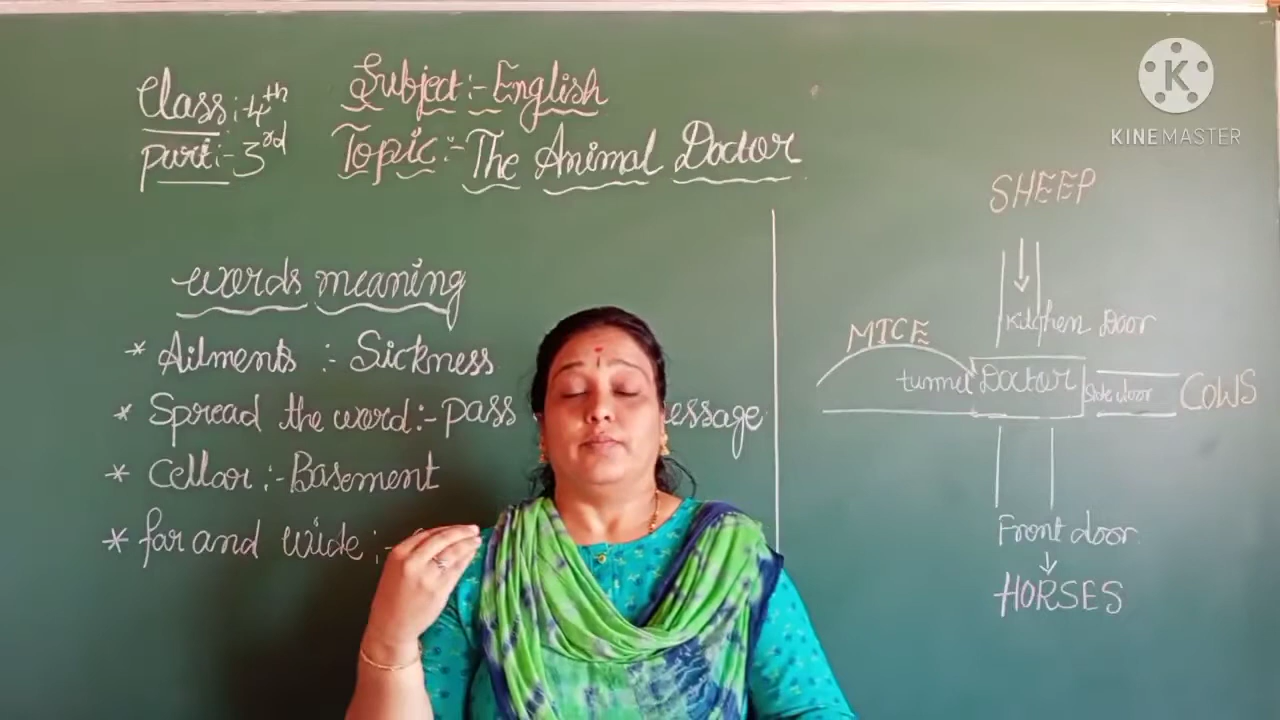 Class:4th
Part:-3rd
Subject:-English
Topic:-The Animal Doctor
words meaning
* Ailments :- Sickness
* Spread the word:-pass essage
* Cellar:-Basement
* far and wide:-
SHEEP
Kitchen Door
MICE
tunnel Doctor Side door COWS
Front door
HORSES
KINEMASTER